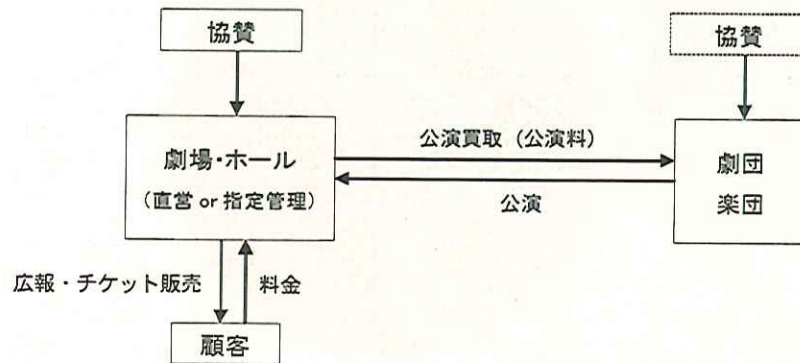 協賛
協賛
劇場・ホール
(直営 or 指定管理)
公演買取(公演料)
公演
劇団
楽団
広報・チケット販売
料金
顧客